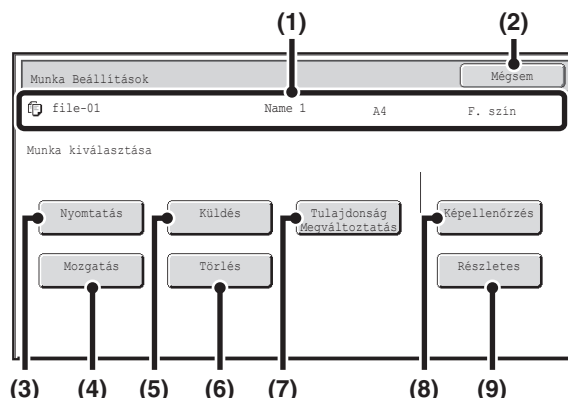 (1) (2)
Munka Beállítások Mégsem
file-01 Name 1 A4 F. szín
Munka kiválasztása
Nyomtatás Küldés Tulajdonság Képellenőrzés
Megváltoztatás
Mozgatás Törlés Részletes
(3) (4) (5) (6) (7) (8) (9)